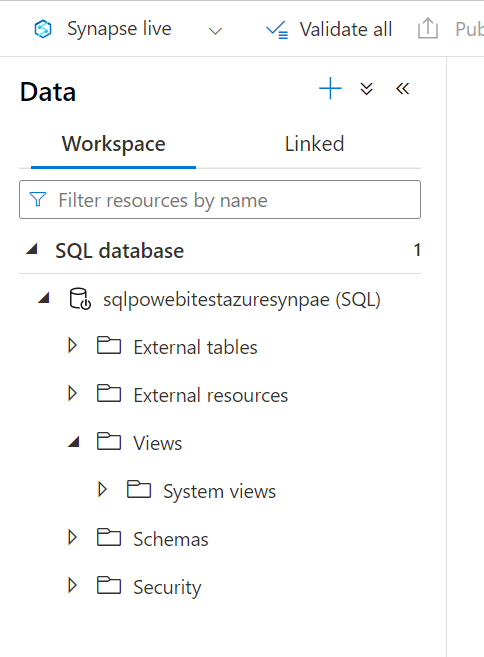 Synapse live Validate all Pub
Data
Workspace Linked
Filter resources by name
SQL database 1
sqlpowebitestazuresynpae (SQL)
External tables
External resources
Views
System views
Schemas
Security